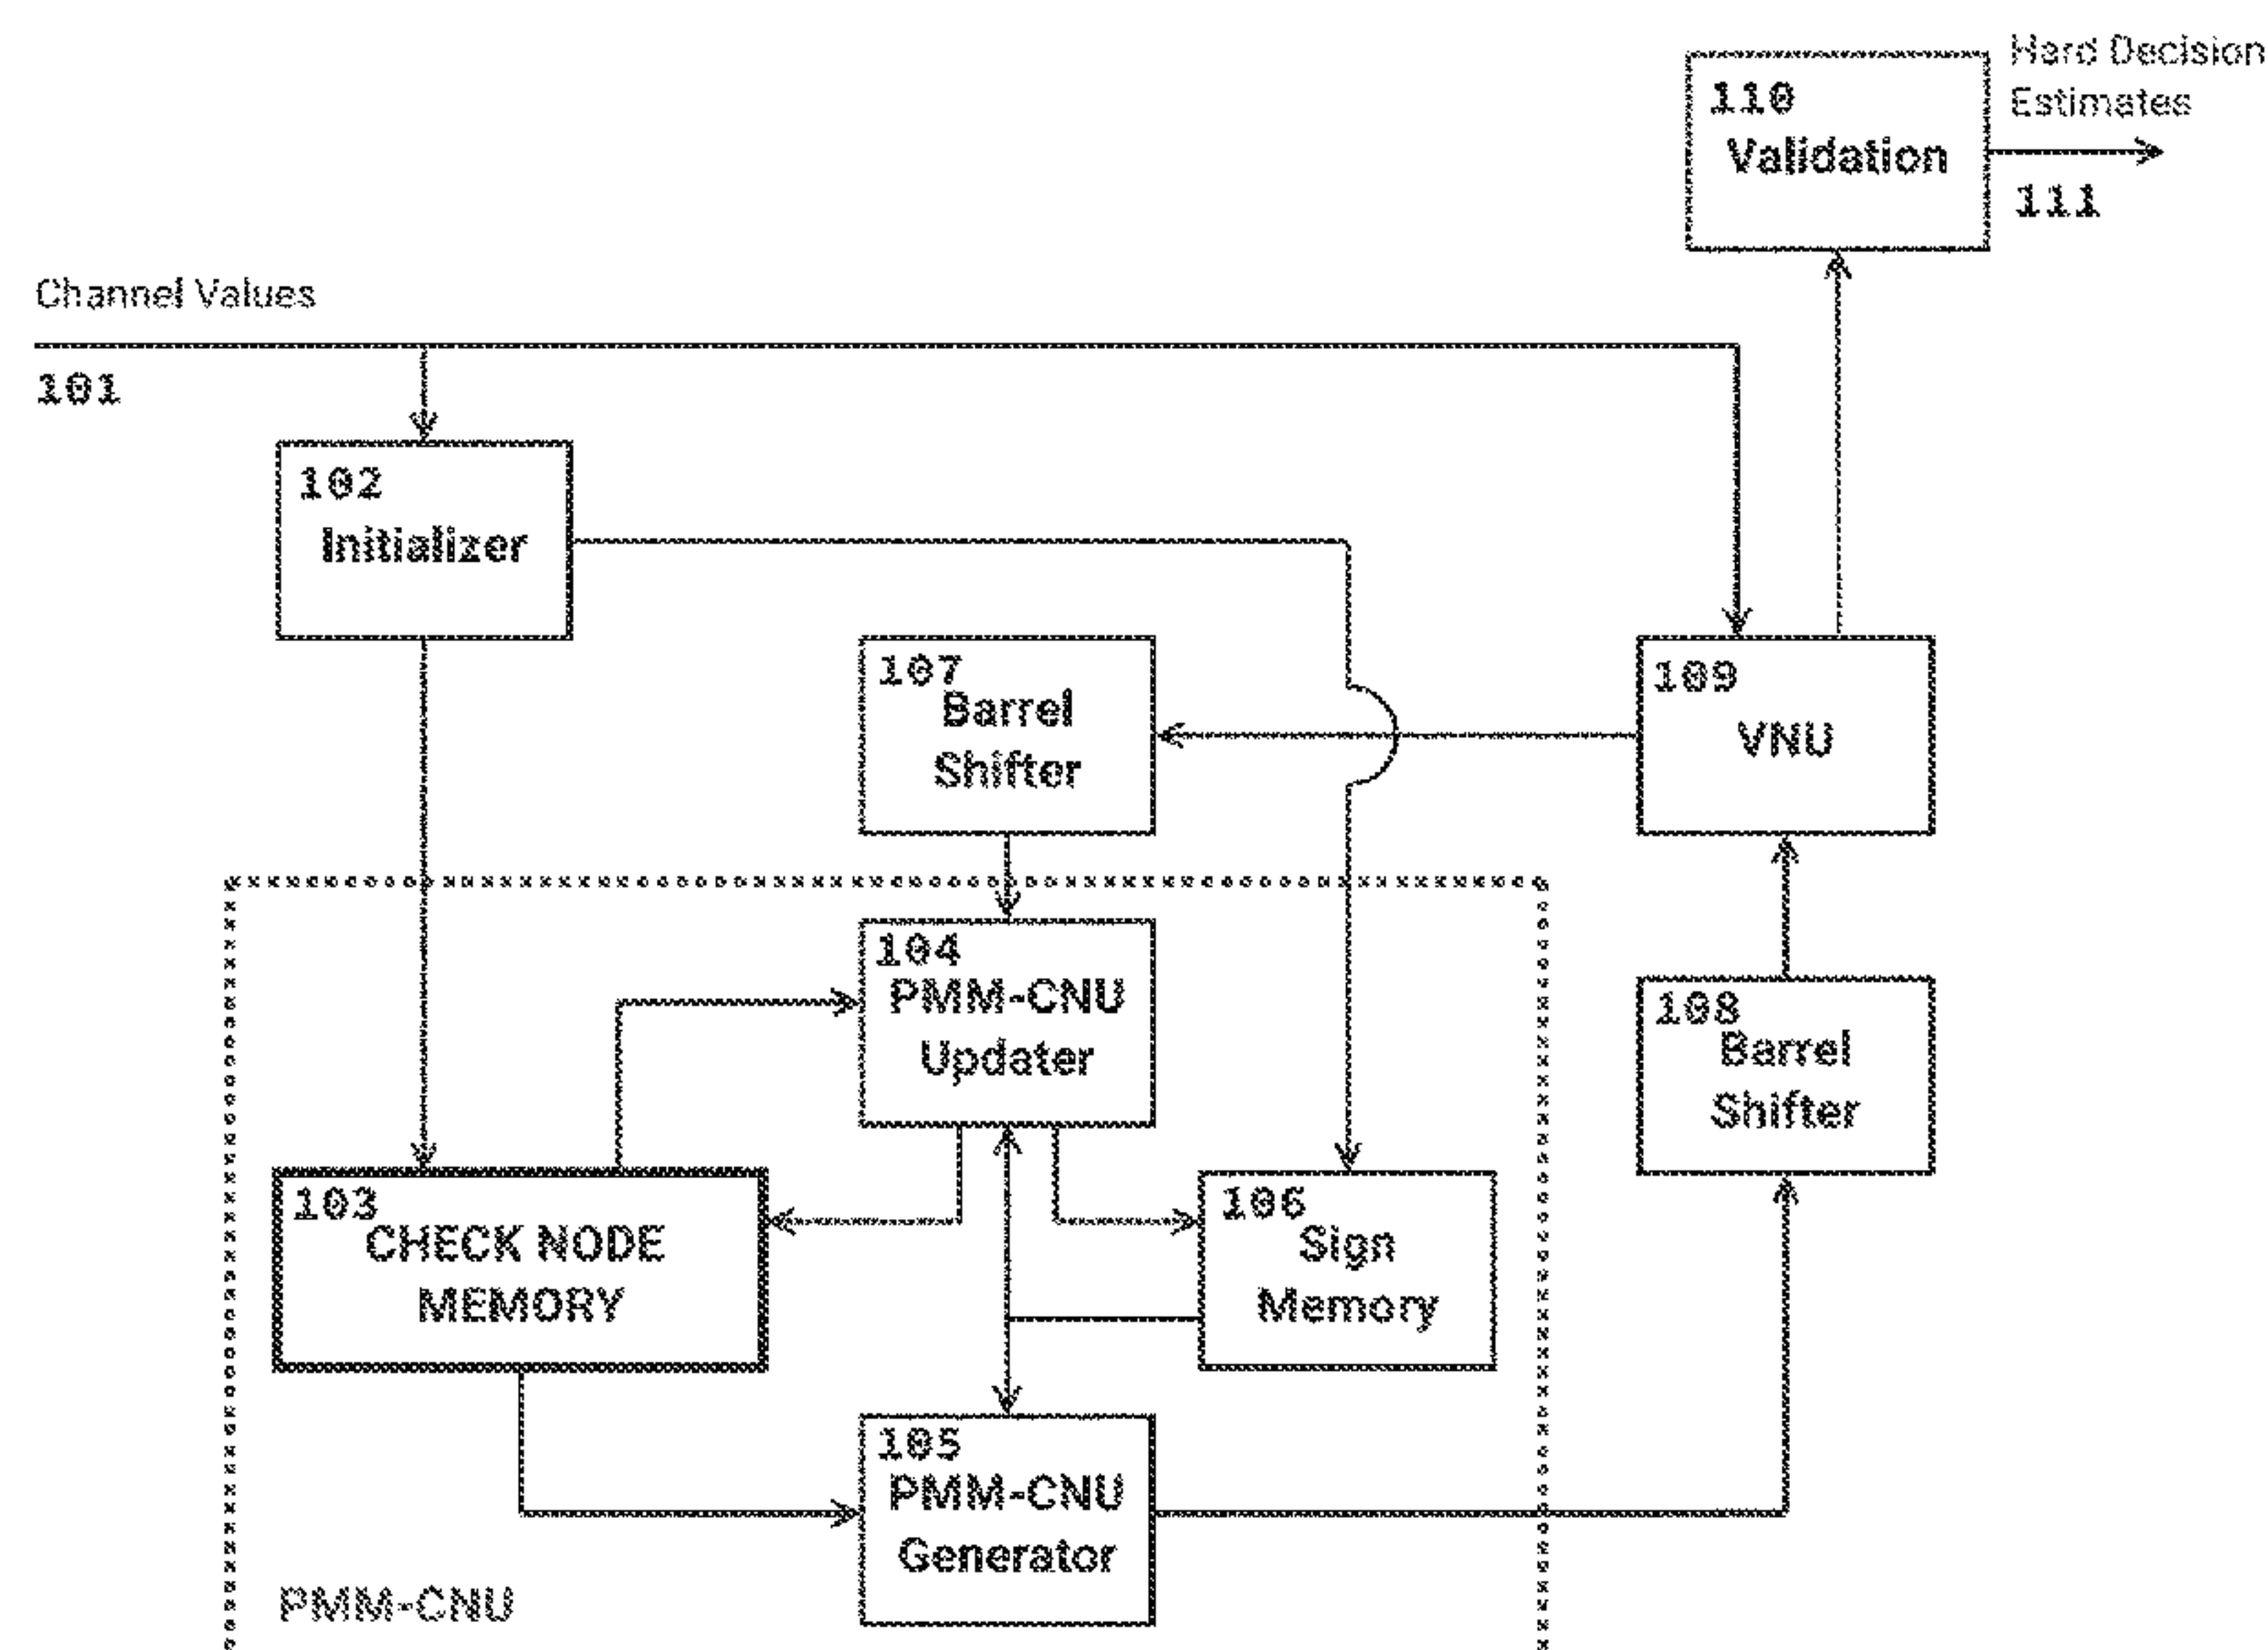 Hard Decision
Estimates
110
Validation
111
Channel Values
101
102
Initializer
107
Barrel
Shifter
109
VNU
104
PMM-CNU
Updater
108
Barrel
Shifter
103
CHECK NODE
MEMORY
106
Sign
Memory
105
PMM-CNU
Generator
PMM-CNU